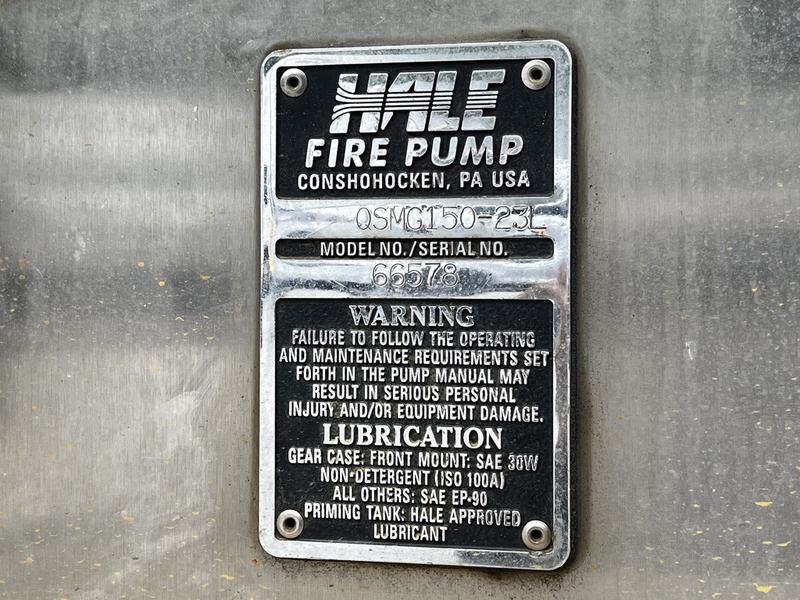 HALE
FIRE PUMP
CONSHOHOCKEN, PA USA
QSMG150-23L
MODEL NO./SERIAL NO.
66578
WARNING
FAILURE TO FOLLOW THE OPERATING
AND MAINTENANCE REQUIREMENTS SET
FORTH IN THE PUMP MANUAL MAY
RESULT IN SERIOUS PERSONAL
INJURY AND/OR EQUIPMENT DAMAGE.
LUBRICATION
GEAR CASE: FRONT MOUNT: SAE 30W
NON-DETERGENT (ISO 100A)
ALL OTHERS: SAE EP-90
PRIMING TANK: HALE APPROVED
LUBRICANT